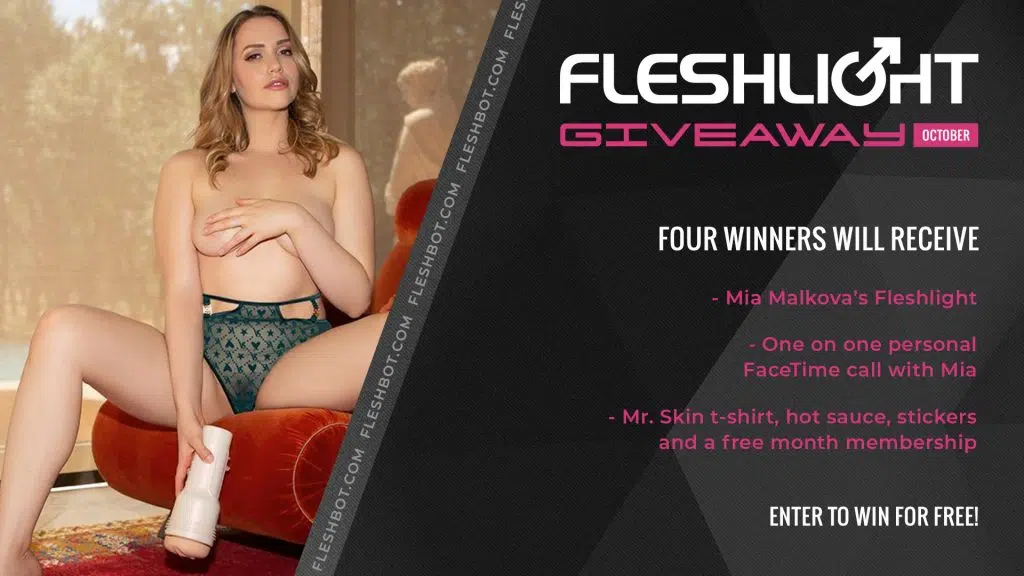 FLESHBOT.COM FLESHBOT.COM FLESHBOT.COM FLESHBOT.COM FLES
FLESHLIGHT
GIVEAWAY OCTOBER
FOUR WINNERS WILL RECEIVE
- Mia Malkova's Fleshlight
- One on one personal
FaceTime call with Mia
- Mr. Skin t-shirt, hot sauce, stickers
and a free month membership
ENTER TO WIN FOR FREE!